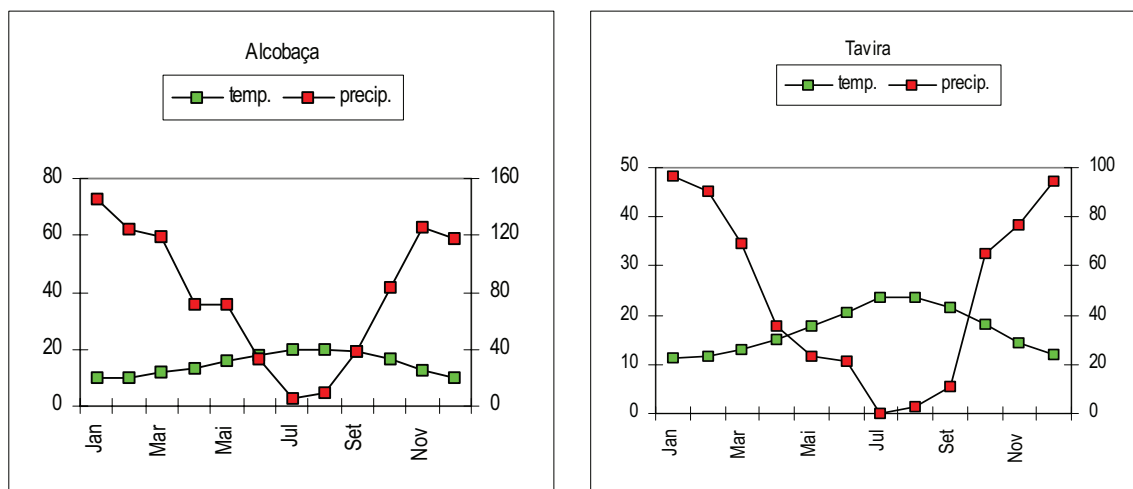 Alcobaça
temp. precip.
80 160
60 120
40 80
20 40
0 0
Jan Mar Mai Jul Set Nov
Tavira
temp. precip.
50 100
40 80
30 60
20 40
10 20
0 0
Jan Mar Mai Jul Set Nov